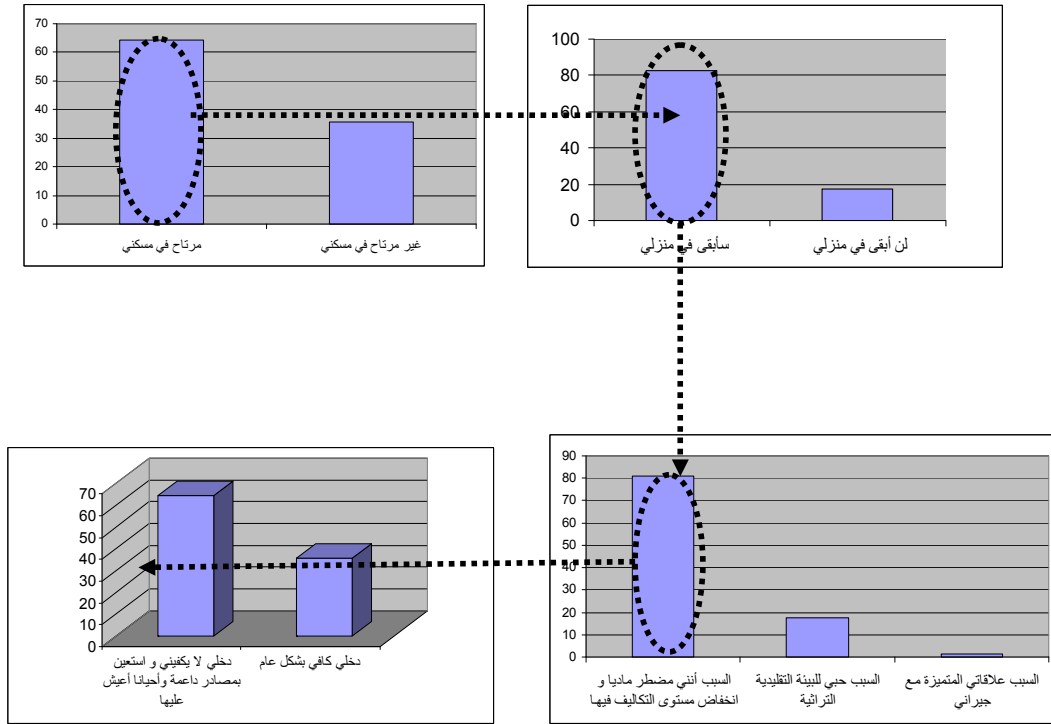 70
60
50
40
30
20
10
0
مرتاح في مسكني
غير مرتاح في مسكني
100
80
60
40
20
0
سأبقى في منزلي
لن أبقى في منزلي
70
60
50
40
30
20
10
0
دخلي لا يكفيني و استعين
بمصادر داعمة وأحيانا أعيش
عليها
دخلي كافي بشكل عام
90
80
70
60
50
40
30
20
10
0
السبب أنني مضطر ماديا و
انخفاض مستوى التكاليف فيها
السبب حبي للبيئة التقليدية
التراثية
السبب علاقاتي المتميزة مع
جيراني